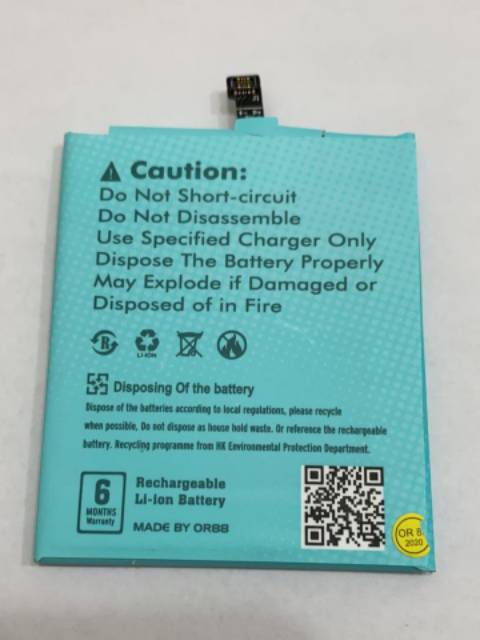 Caution:
Do Not Short-circuit
Do Not Disassemble
Use Specified Charger Only
Dispose The Battery Properly
May Explode if Damaged or
Disposed of in Fire
R
LI-ION
Disposing Of the battery
Dispose of the batteries according to local regulations, please recycle
when possible, Do not dispose as house hold waste. Or reference the rechargeable
battery. Recycling programme from HK Environmental Protection Department.
6
MONTHS
Warranty
Rechargeable
Li-Ion Battery
MADE BY OR88
OR 8.
2020